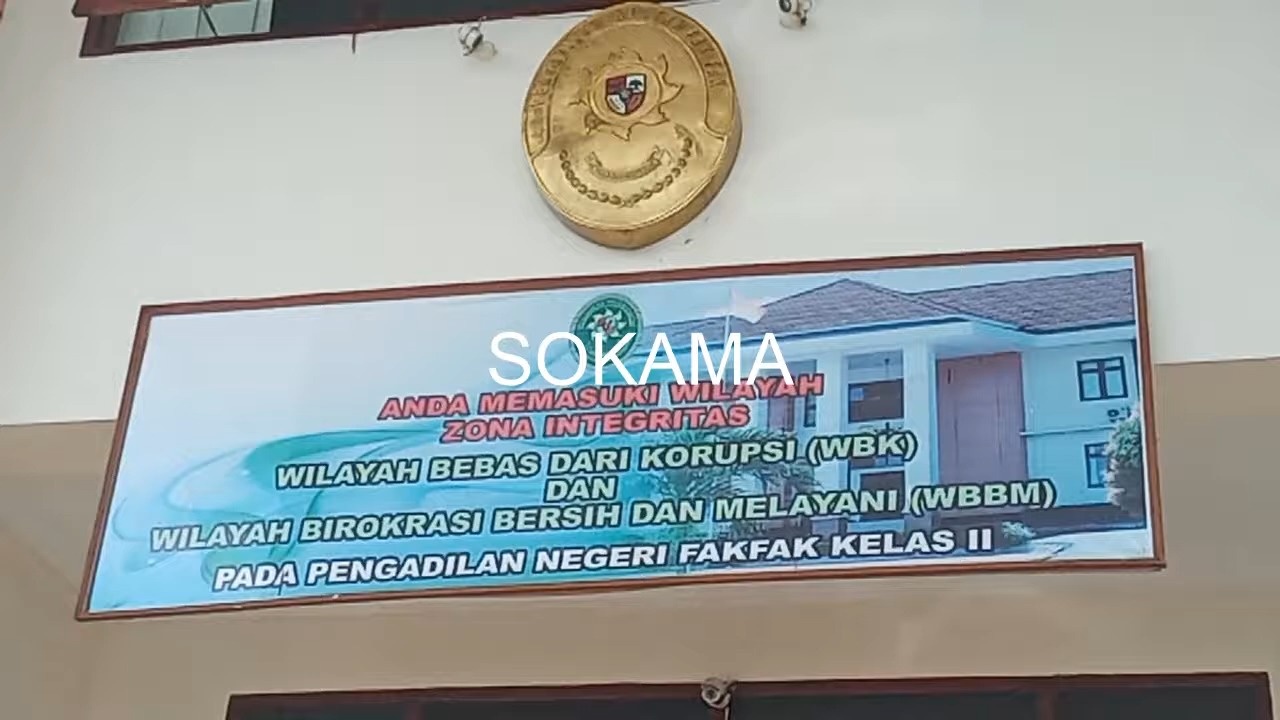 SOKAMA
ANDA MEMASUKI WILAYAH
ZONA INTEGRITAS
WILAYAH BEBAS DARI KORUPSI (WBK)
DAN
WILAYAH BIROKRASI BERSIH DAN MELAYANI (WBBM)
PADA PENGADILAN NEGERI FAKFAK KELAS II